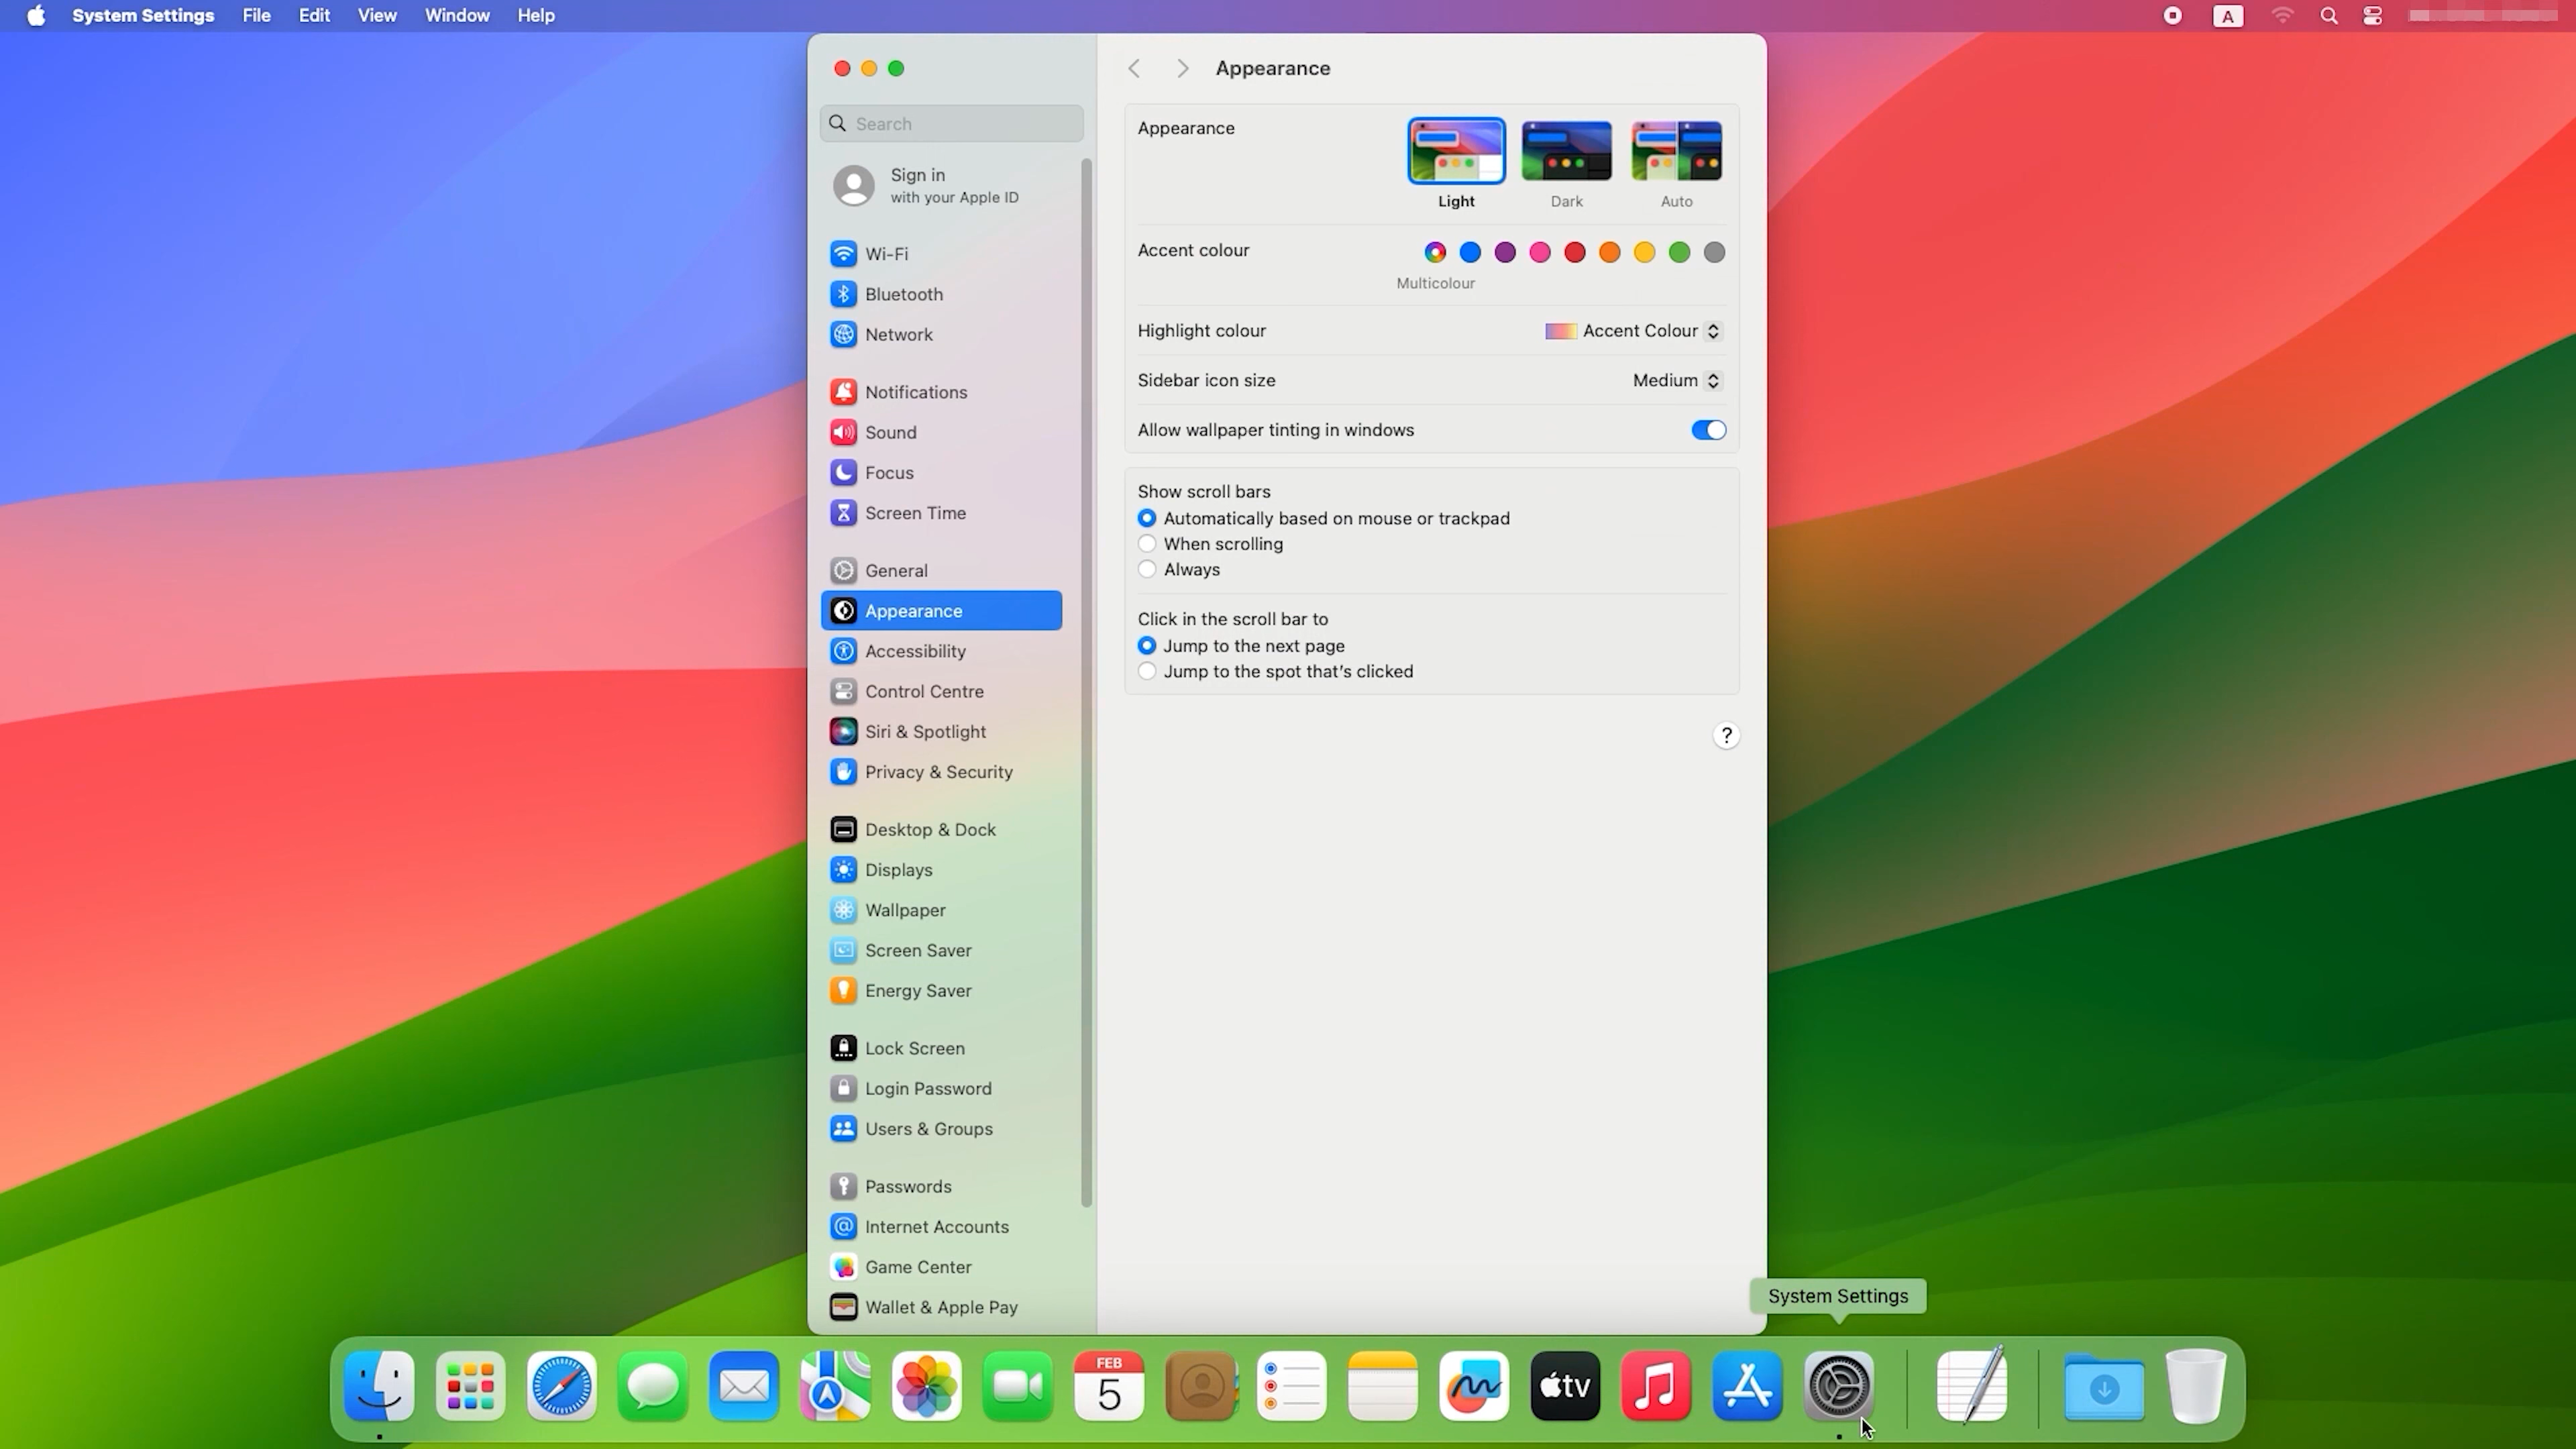 System Settings File Edit View Window Help
A
Appearance
Search
Sign in
with your Apple ID
Wi-Fi
Bluetooth
Network
Notifications
Sound
Focus
Screen Time
General
Appearance
Accessibility
Control Centre
Siri & Spotlight
Privacy & Security
Desktop & Dock
Displays
Wallpaper
Screen Saver
Energy Saver
Lock Screen
Login Password
Users & Groups
Passwords
Internet Accounts
Game Center
Wallet & Apple Pay
Appearance
Light Dark Auto
Accent colour
Multicolour
Highlight colour Accent Colour
Sidebar icon size Medium
Allow wallpaper tinting in windows
Show scroll bars
Automatically based on mouse or trackpad
When scrolling
Always
Click in the scroll bar to
Jump to the next page
Jump to the spot that's clicked
?
System Settings
FEB
5
tv